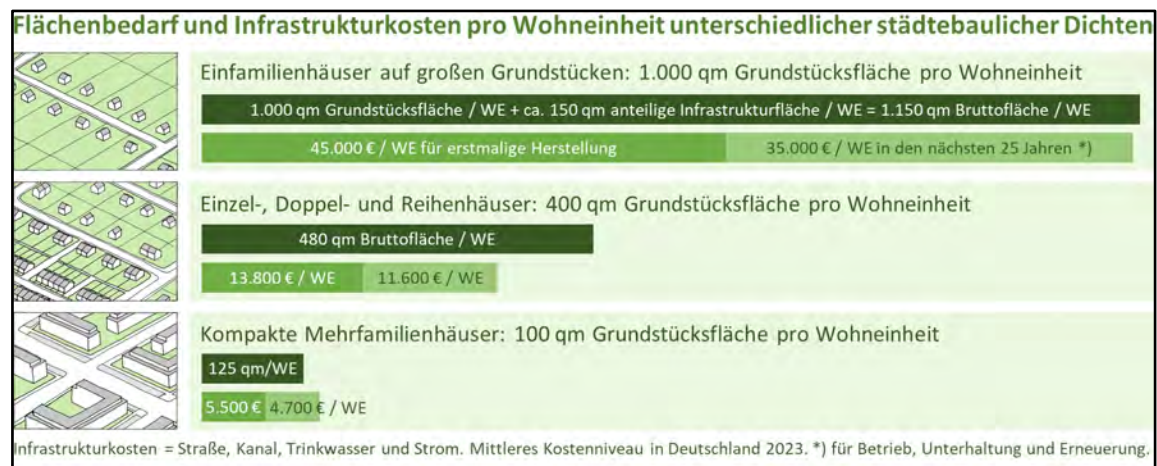 Flächenbedarf und Infrastrukturkosten pro Wohneinheit unterschiedlicher städtebaulicher Dichten
Einfamilienhäuser auf großen Grundstücken: 1.000 qm Grundstücksfläche pro Wohneinheit
1.000 qm Grundstücksfläche / WE + ca. 150 qm anteilige Infrastrukturfläche / WE = 1.150 qm Bruttofläche / WE
45.000 € / WE für erstmalige Herstellung 35.000 € / WE in den nächsten 25 Jahren *)
Einzel-, Doppel- und Reihenhäuser: 400 qm Grundstücksfläche pro Wohneinheit
480 qm Bruttofläche / WE
13.800 € / WE 11.600 € / WE
Kompakte Mehrfamilienhäuser: 100 qm Grundstücksfläche pro Wohneinheit
125 qm/WE
5.500 € 4.700 € / WE
Infrastrukturkosten = Straße, Kanal, Trinkwasser und Strom. Mittleres Kostenniveau in Deutschland 2023. *) für Betrieb, Unterhaltung und Erneuerung.